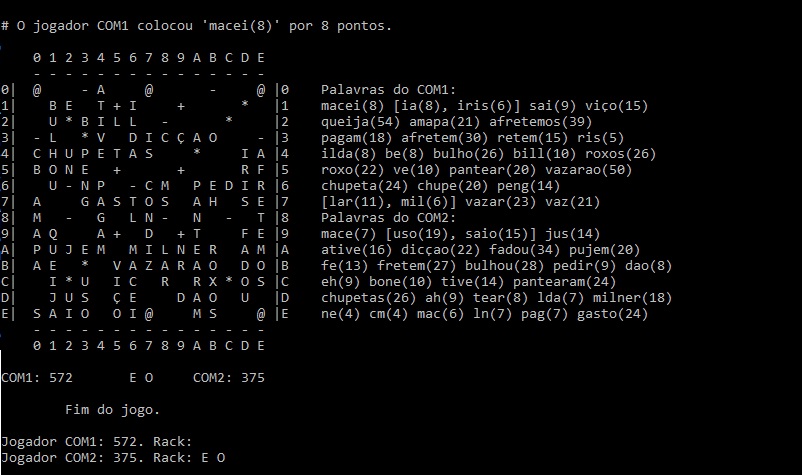 # O jogador COM1 colocou 'macei(8)' por 8 pontos.
0 1 2 3 4 5 6 7 8 9 A B C D E
- - - - - - - - - - - - - - -
0| @     - A     @       -     @ |0 Palavras do COM1:
1|   B E   T + I     +       *   |1 macei(8) [ia(8), iris(6)] sai(9) viço(15)
2|   U * B I L L   -       *     |2 queija(54) amapa(21) afretemos(39)
3| - L   * V   D I C Ç A O     - |3 pagam(18) afretem(30) retem(15) ris(5)
4| C H U P E T A S     *     I A |4 ilda(8) be(8) bulho(26) bill(10) roxos(26)
5| B O N E   +       +       R F |5 roxo(22) ve(10) pantear(20) vazarao(50)
6|   U - N P   - C M   P E D I R |6 chupeta(24) chupe(20) peng(14)
7| A     G A S T O S   A H   S E |7 [lar(11), mil(6)] vazar(23) vaz(21)
8| M   -   G   L N -   N   -   T |8 Palavras do COM2:
9| A Q     A +   D   + T     F E |9 mace(7) [uso(19), saio(15)] jus(14)
A| P U J E M   M I L N E R   A M |A ative(16) dicçao(22) fadou(34) pujem(20)
B| A E   *   V A Z A R A O   D O |B fe(13) fretem(27) bulhou(28) pedir(9) dao(8)
C|   I * U   I C   R   R X * O S |C eh(9) bone(10) tive(14) pantearam(24)
D|   J U S   Ç E     D A O   U   |D chupetas(26) ah(9) tear(8) lda(7) milner(18)
E| S A I O   O I @     M S     @ |E ne(4) cm(4) mac(6) ln(7) pag(7) gasto(24)
- - - - - - - - - - - - - - -
0 1 2 3 4 5 6 7 8 9 A B C D E
COM1: 572 E O COM2: 375
Fim do jogo.
Jogador COM1: 572. Rack:
Jogador COM2: 375. Rack: E O